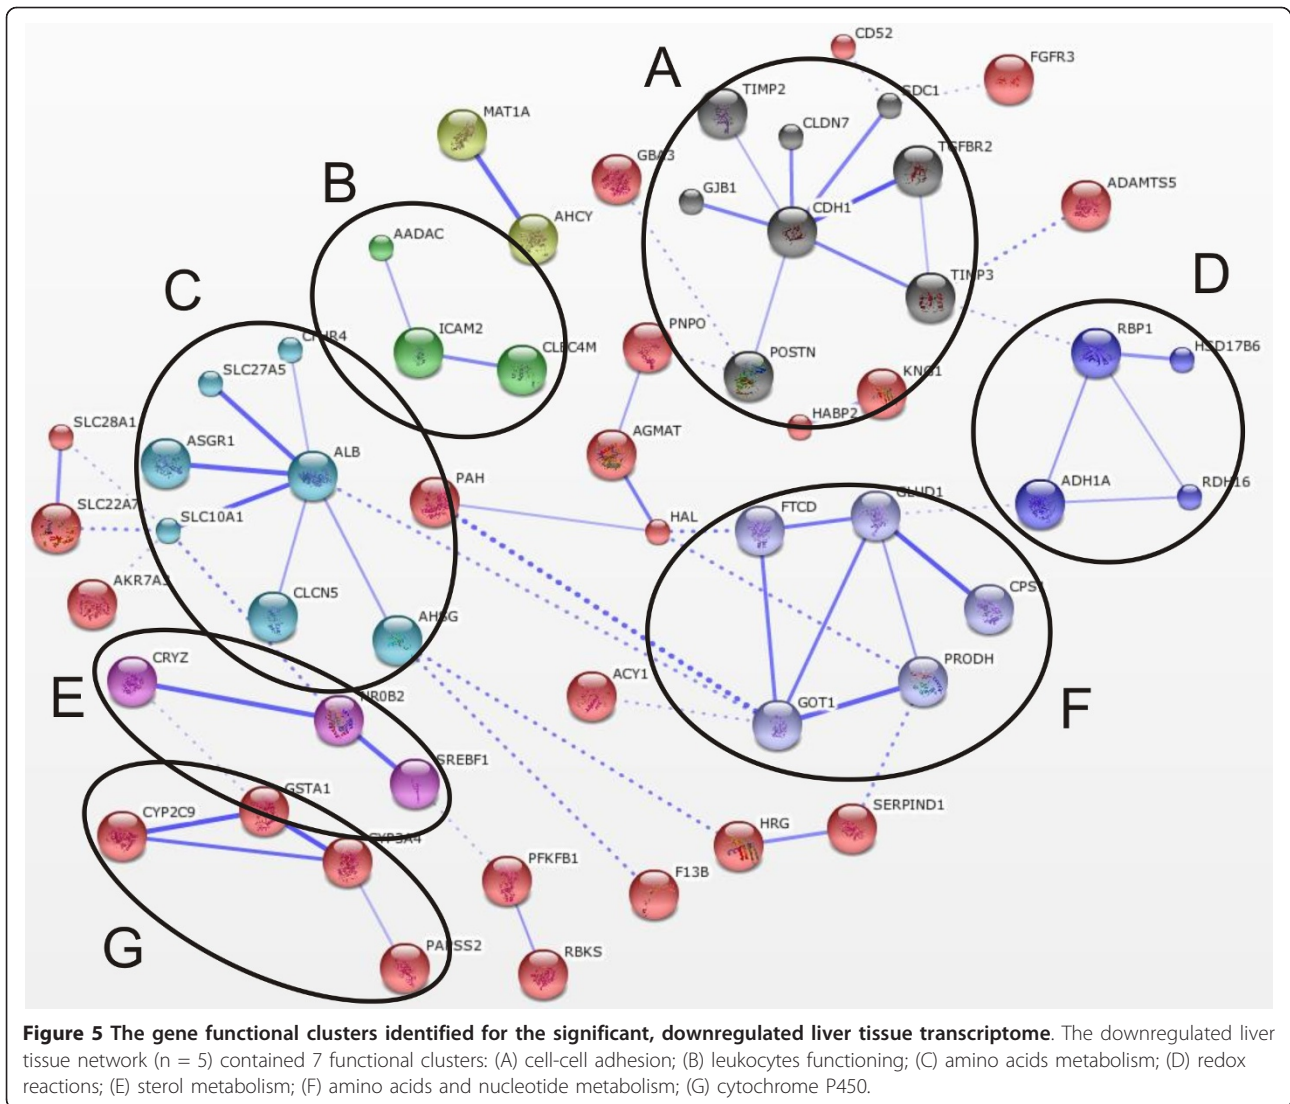 CD52
A
FGFR3
TIMP2
SDC1
MAT1A
CLDN7
TGFBR2
GBA3
B
GJB1
CDH1
ADAMTS5
AHCY
AADAC
D
TIMP3
C
PNPO
RBP1
HSD17B6
ICAM2
CLEC4M
CFHR4
SLC27A5
POSTN
KNG1
HABP2
SLC28A1
AGMAT
ASGR1
ALB
PAH
ADH1A
RDH16
SLC22A7
SLC10A1
HAL
FTCD
GLUD1
AKR7A3
CLCN5
AHSG
CPS1
CRYZ
ACY1
PRODH
E
NR0B2
GOT1
F
SREBF1
GSTA1
CYP2C9
CYP3A4
HRG
SERPIND1
PFKFB1
F13B
G
PAPSS2
RBKS
Figure 5 The gene functional clusters identified for the significant, downregulated liver tissue transcriptome. The downregulated liver
tissue network (n = 5) contained 7 functional clusters: (A) cell-cell adhesion; (B) leukocytes functioning; (C) amino acids metabolism; (D) redox
reactions; (E) sterol metabolism; (F) amino acids and nucleotide metabolism; (G) cytochrome P450.